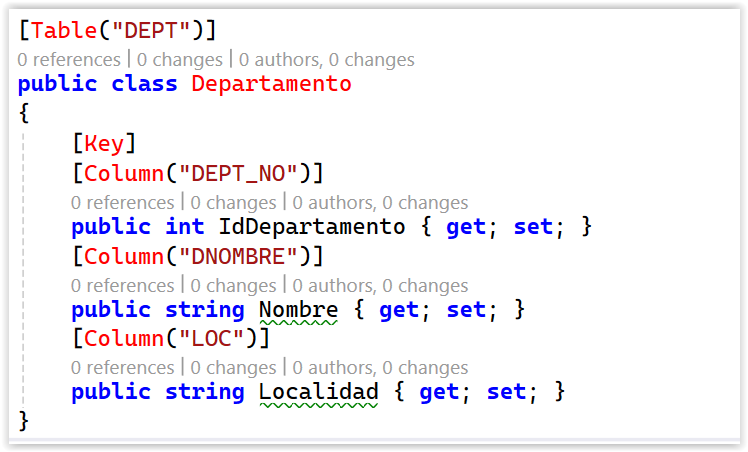 [Table("DEPT")]
0 references | 0 changes | 0 authors, 0 changes
public class Departamento
{
[Key]
[Column("DEPT_NO")]
0 references | 0 changes | 0 authors, 0 changes
public int IdDepartamento { get; set; }
[Column("DNOMBRE")]
0 references | 0 changes | 0 authors, 0 changes
public string Nombre { get; set; }
[Column("LOC")]
0 references | 0 changes | 0 authors, 0 changes
public string Localidad { get; set; }
}